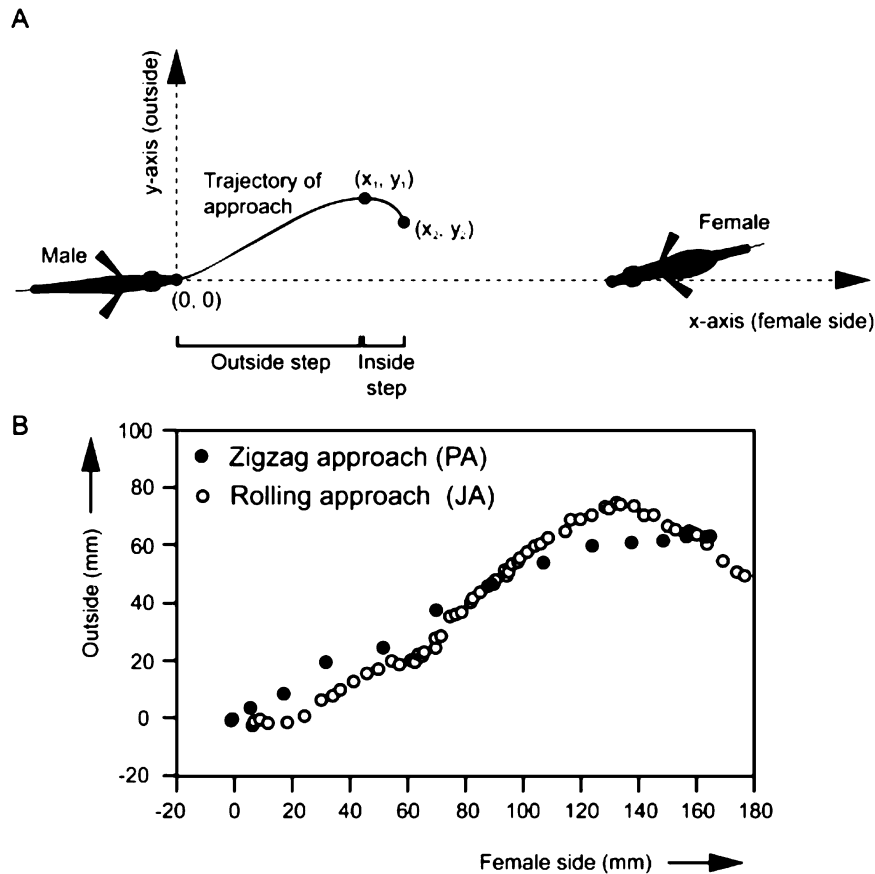 A
y-axis (outside)
Trajectory of
approach
(x₁, y₁)
(x₂, y₂)
Male
(0, 0)
Female
x-axis (female side)
Outside step
Inside
step
B
Outside (mm)
100
80
60
40
20
0
-20
Zigzag approach (PA)
Rolling approach (JA)
-20 0 20 40 60 80 100 120 140 160 180
Female side (mm)